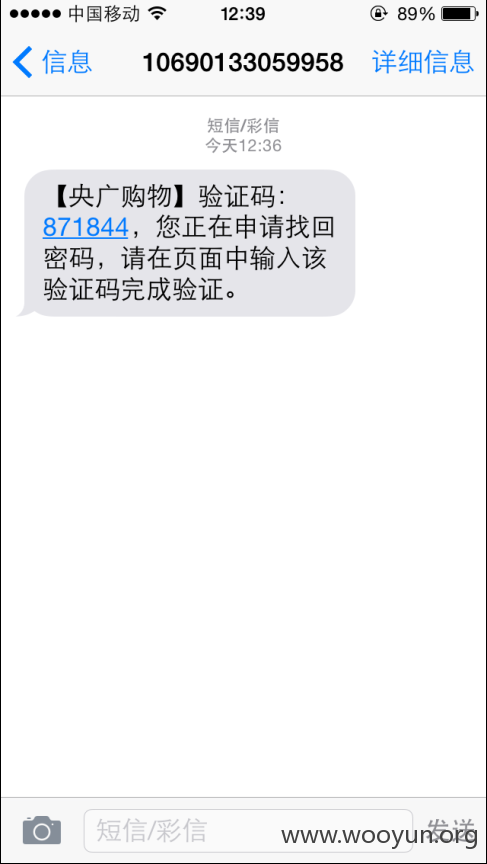 中国移动 12:39 89%
信息 10690133059958 详细信息
短信/彩信
今天12:36
【央广购物】验证码：
871844，您正在申请找回
密码，请在页面中输入该
验证码完成验证。
短信/彩信 发送
www.wooyun.org